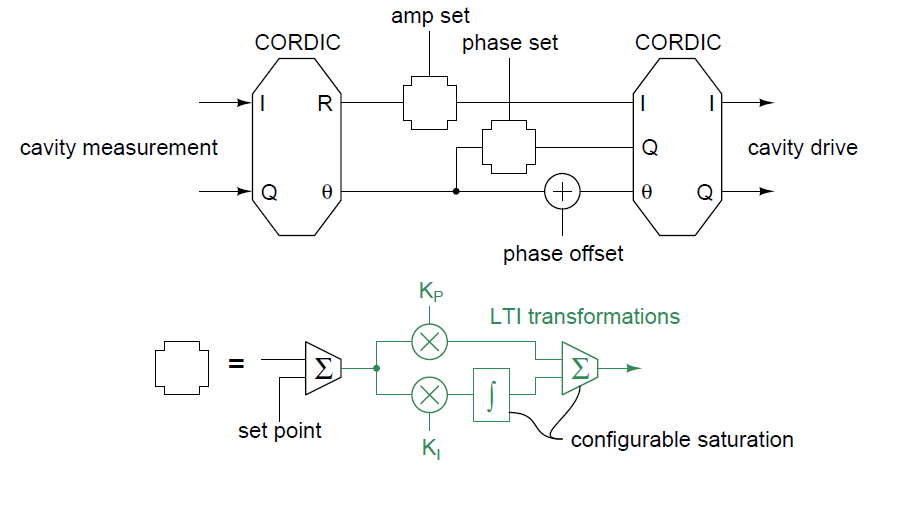 amp set
CORDIC
phase set
CORDIC
I
R
I
I
cavity measurement
Q
cavity drive
Q
θ
+
θ
Q
phase offset
K_P
LTI transformations
=
Σ
×
Σ
×
∫
set point
K_I
configurable saturation